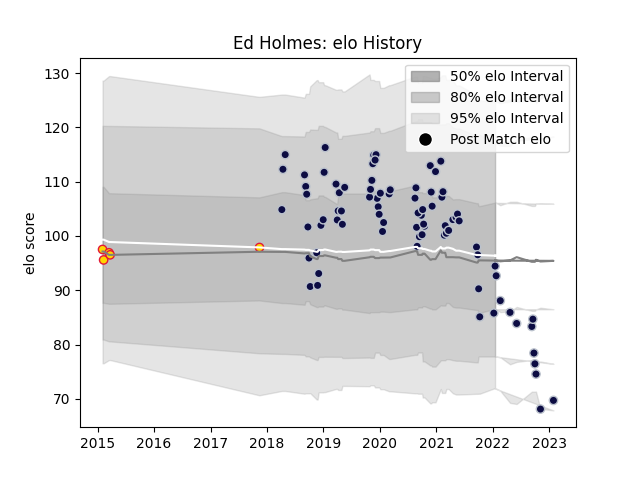 Ed Holmes: elo History
130
120
110
100
90
80
70
elo score
50% elo Interval
80% elo Interval
95% elo Interval
Post Match elo
2015 2016 2017 2018 2019 2020 2021 2022 2023